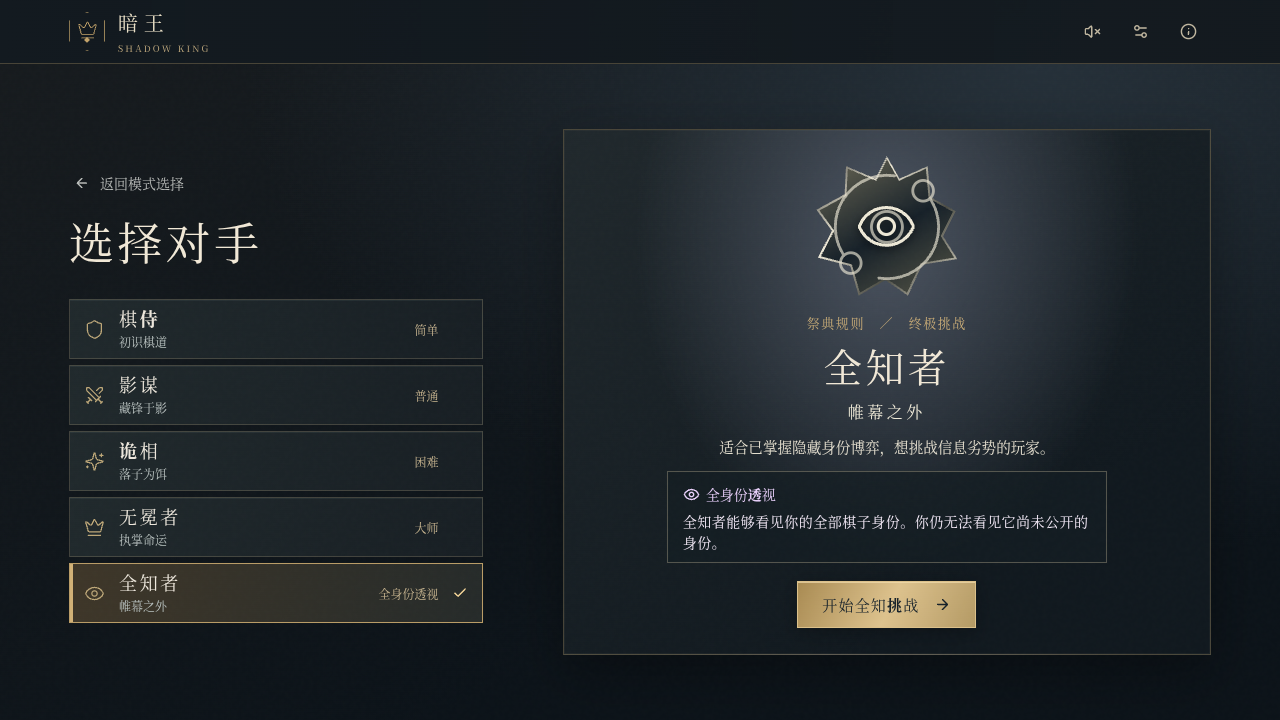 暗王
SHADOW KING
返回模式选择
选择对手
棋侍
初识棋道
简单
影谋
藏锋于影
普通
诡相
落子为饵
困难
无冕者
执掌命运
大师
全知者
帷幕之外
全身份透视
祭典规则 ／ 终极挑战
全知者
帷幕之外
适合已掌握隐藏身份博弈，想挑战信息劣势的玩家。
全身份透视
全知者能够看见你的全部棋子身份。你仍无法看见它尚未公开的
身份。
开始全知挑战